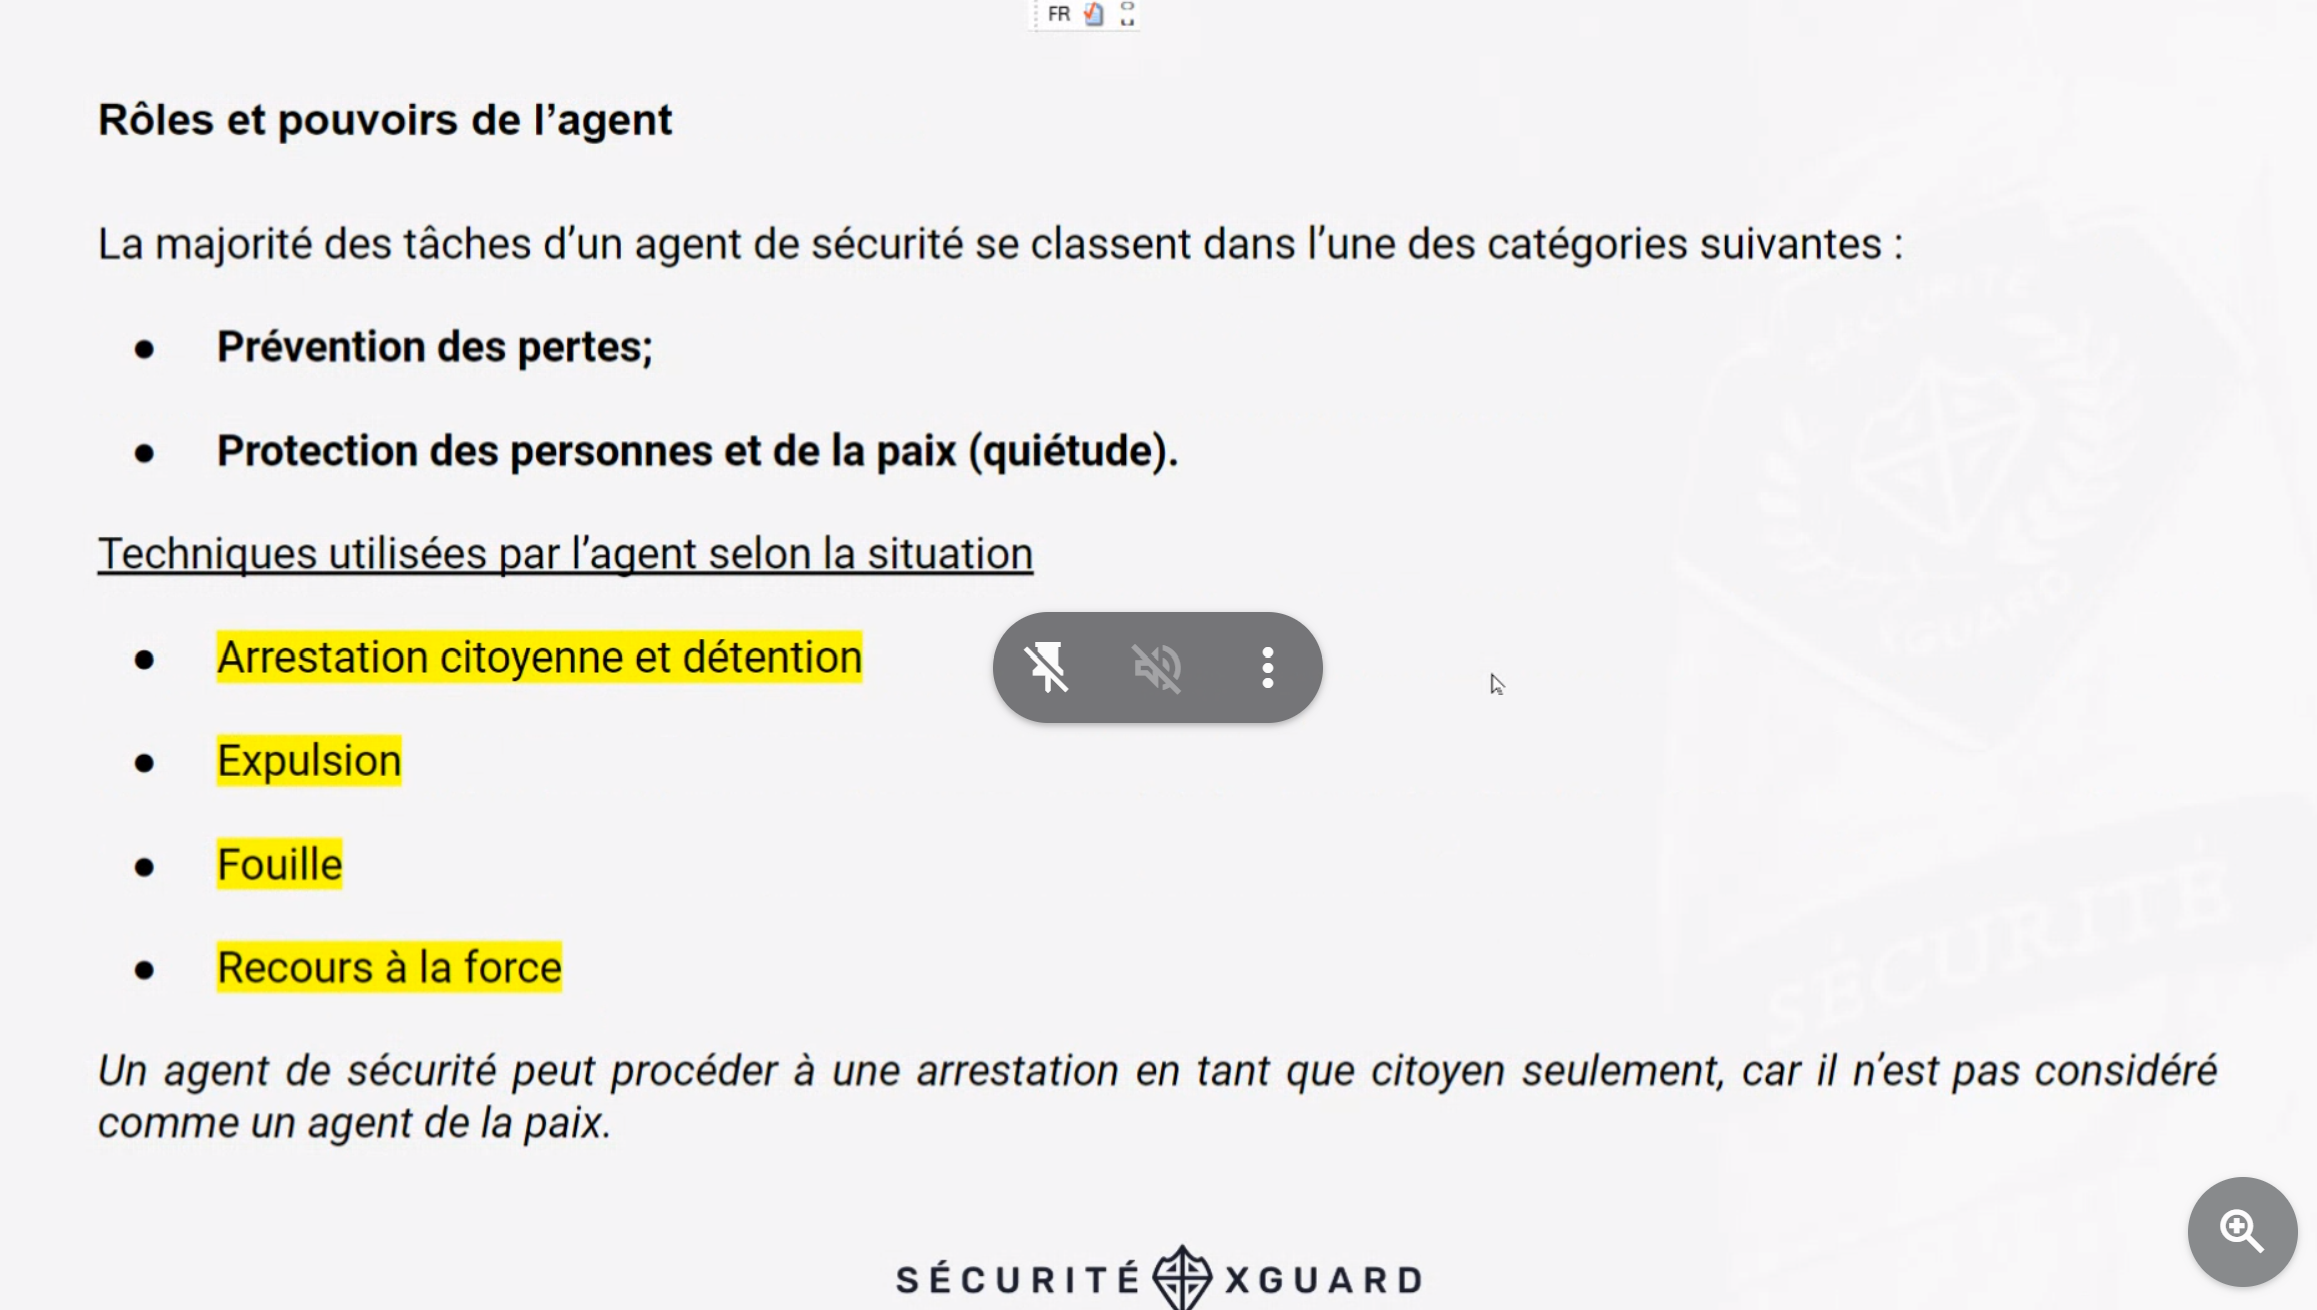 FR
Rôles et pouvoirs de l’agent
La majorité des tâches d’un agent de sécurité se classent dans l’une des catégories suivantes :
● Prévention des pertes;
● Protection des personnes et de la paix (quiétude).
Techniques utilisées par l’agent selon la situation
● Arrestation citoyenne et détention
● Expulsion
● Fouille
● Recours à la force
Un agent de sécurité peut procéder à une arrestation en tant que citoyen seulement, car il n’est pas considéré
comme un agent de la paix.
SÉCURITÉ
XGUARD
SÉCURITÉ
SÉCURITÉ XGUARD